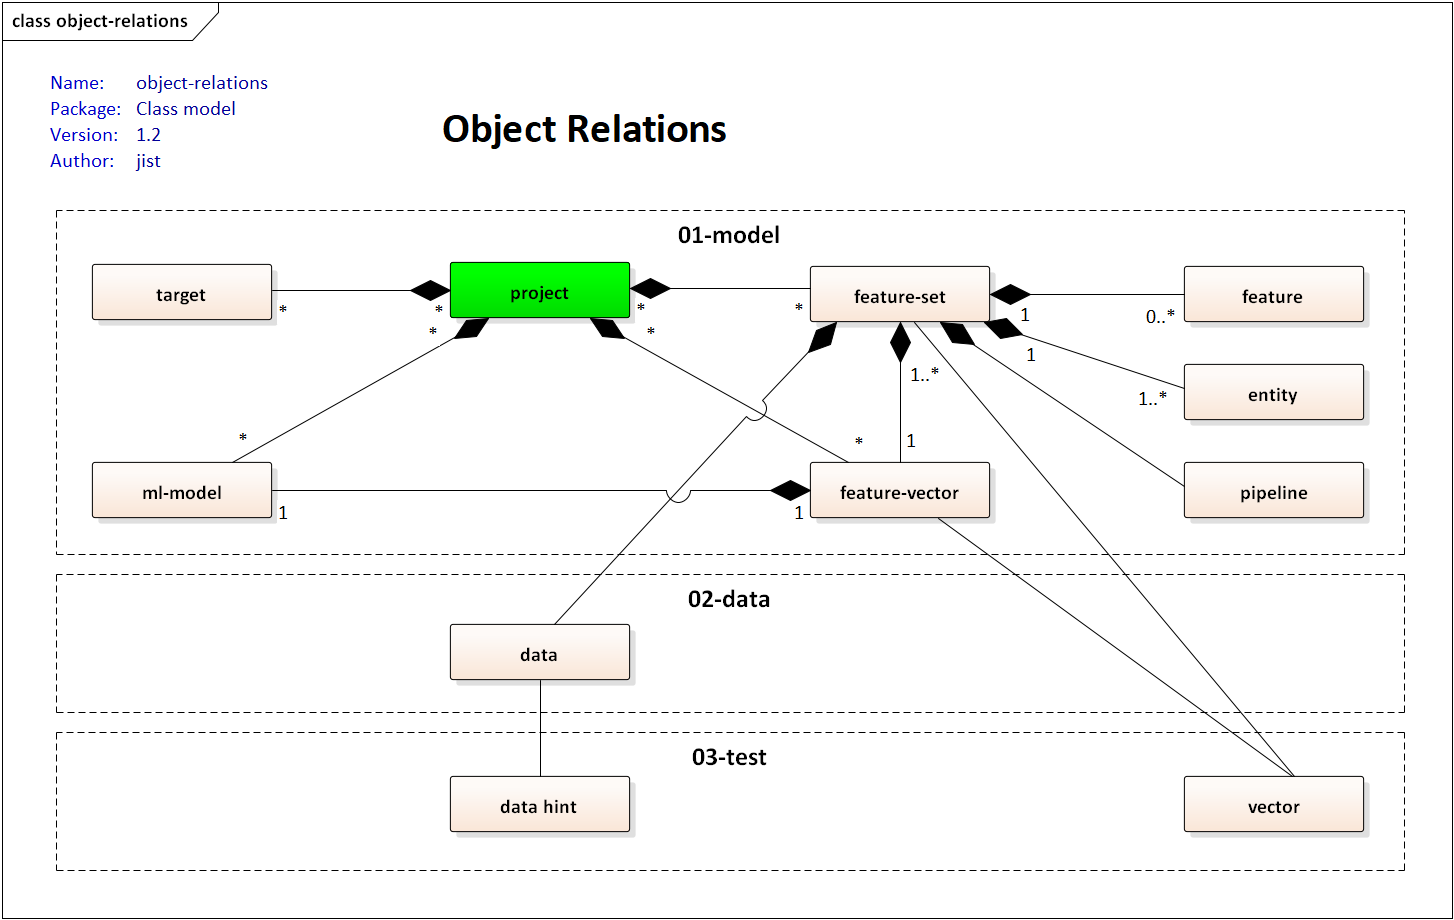 class object-relations
Name: object-relations
Package: Class model
Version: 1.2
Author: jist
Object Relations
01-model
target
project
feature-set
feature
* * * * 1 0..*
* * 1
1..* 1..*
entity
* * 1
ml-model
feature-vector
pipeline
1 1
02-data
data
03-test
data hint
vector